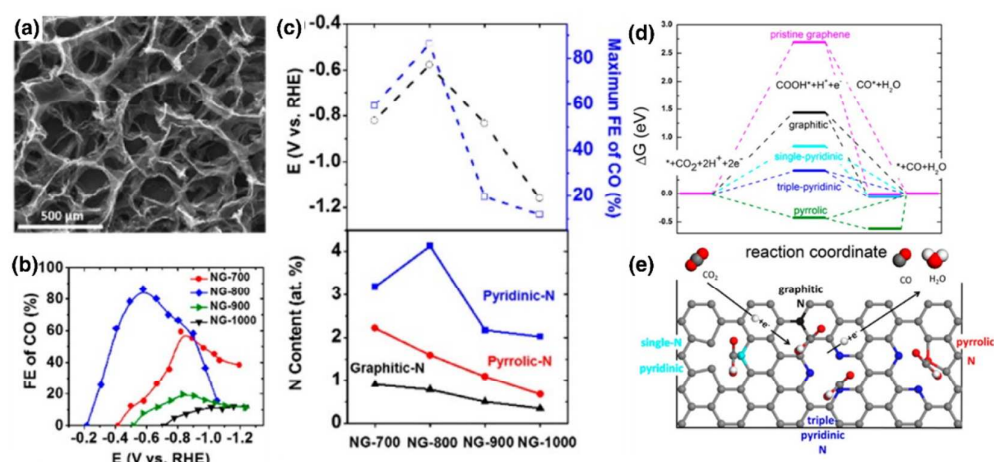 (a)
500 μm
(b)
FE of CO (%)
100
80
60
40
20
0
NG-700
NG-800
NG-900
NG-1000
-0.2 -0.4 -0.6 -0.8 -1.0 -1.2
E (V vs. RHE)
(c)
E (V vs. RHE)
-0.4
-0.6
-0.8
-1.0
-1.2
Maximun FE of CO (%)
80
60
40
20
N Content (at. %)
4
3
2
1
0
Pyridinic-N
Pyrrolic-N
Graphitic-N
NG-700 NG-800 NG-900 NG-1000
(d)
ΔG (eV)
3.0
2.5
2.0
1.5
1.0
0.5
0.0
-0.5
pristine graphene
COOH*+H⁺+e⁻
CO*+H₂O
graphitic
single-pyridinic
*+CO₂+2H⁺+2e⁻
*+CO+H₂O
triple-pyridinic
pyrrolic
reaction coordinate
(e)
CO₂
graphitic
N
CO
H₂O
+e⁻
+e⁻
single-N
pyridinic
pyrrolic
N
triple
pyridinic
N